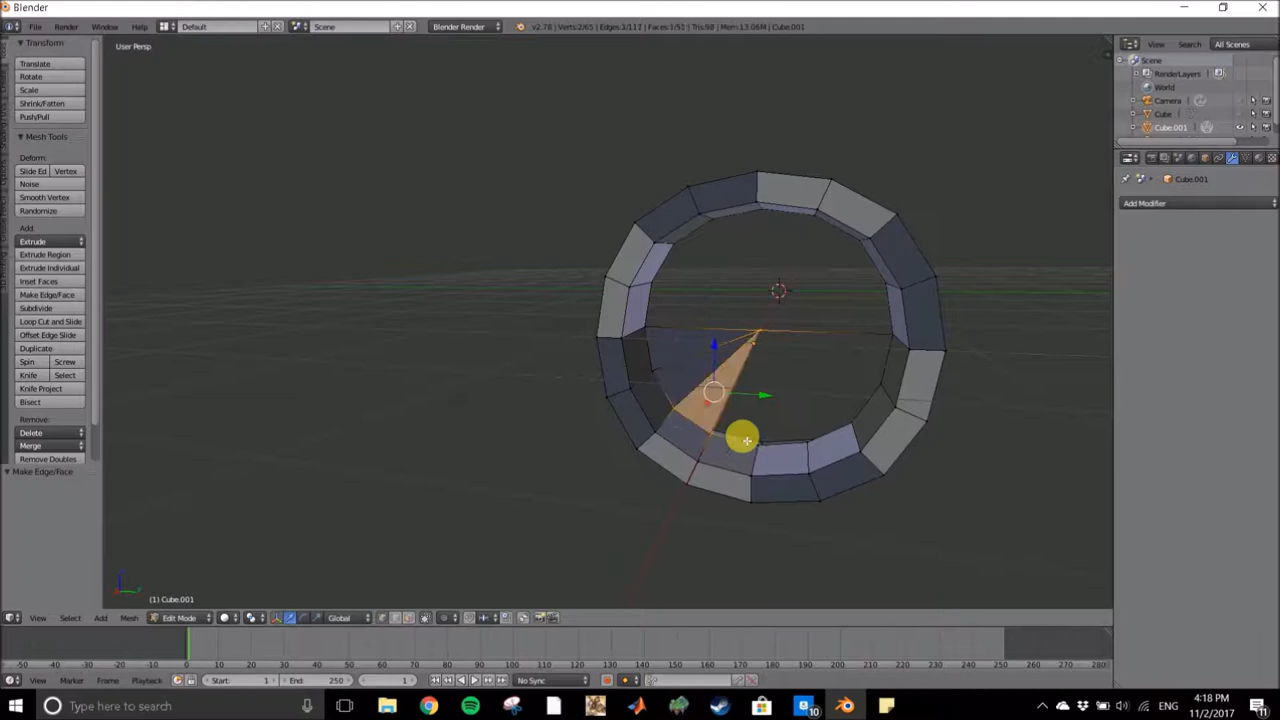 Blender
File Render Window Help Default Scene Blender Render v2.78 | Verts:2/65 | Edges:1/117 | Faces:1/51 | Tris:98 | Mem:13.06M | Cube.001
Transform
Translate
Rotate
Scale
Shrink/Fatten
Push/Pull
Mesh Tools
Deform:
Slide Ed Vertex
Noise
Smooth Vertex
Randomize
Add:
Extrude
Extrude Region
Extrude Individual
Inset Faces
Make Edge/Face
Subdivide
Loop Cut and Slide
Offset Edge Slide
Duplicate
Spin Screw
Knife Select
Knife Project
Bisect
Remove:
Delete
Merge
Remove Doubles
Make Edge/Face
User Persp
(1) Cube.001
View Search All Scenes
Scene
RenderLayers
World
Camera
Cube
Cube.001
Cube.001
Add Modifier
View Select Add Mesh Edit Mode Global
-50 -40 -30 -20 -10 0 10 20 30 40 50 60 70 80 90 100 110 120 130 140 150 160 170 180 190 200 210 220 230 240 250 260 270 280
View Marker Frame Playback Start: 1 End: 250 1 No Sync
Type here to search
10
ENG
4:18 PM
11/2/2017
11